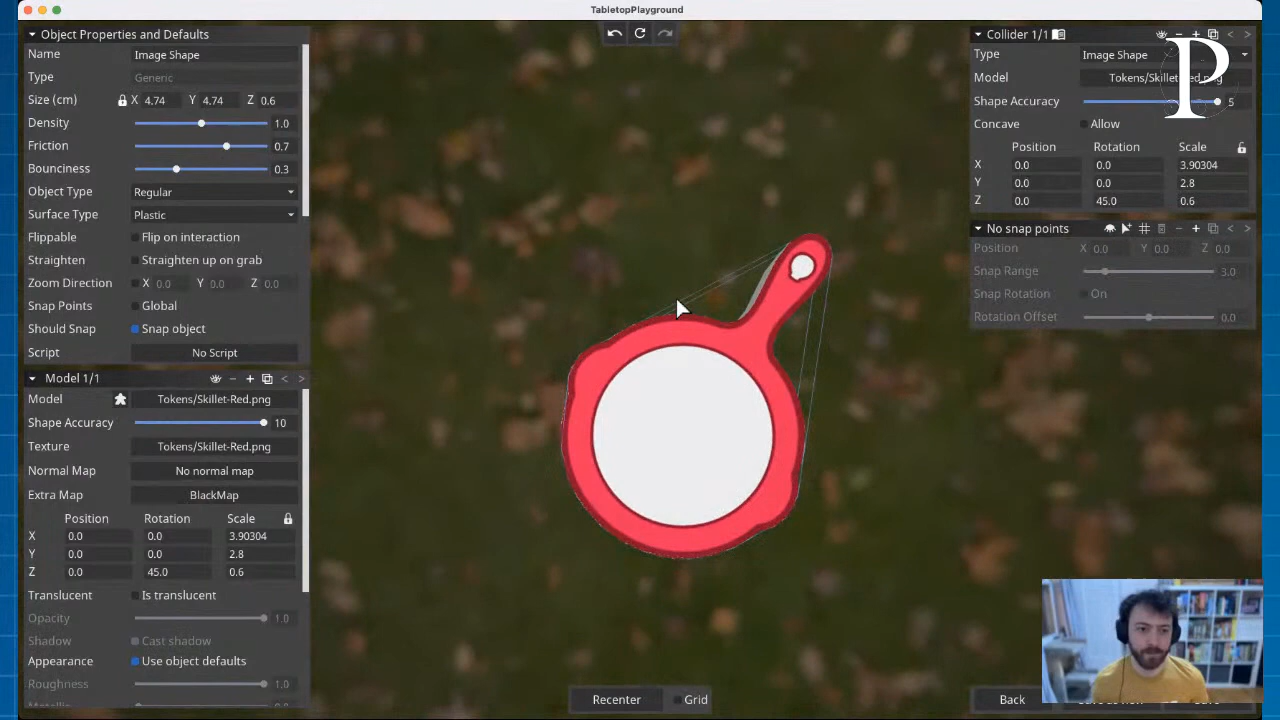 TabletopPlayground
Object Properties and Defaults
Name Image Shape
Type Generic
Size (cm) X 4.74 Y 4.74 Z 0.6
Density 1.0
Friction 0.7
Bounciness 0.3
Object Type Regular
Surface Type Plastic
Flippable Flip on interaction
Straighten Straighten up on grab
Zoom Direction X 0.0 Y 0.0 Z 0.0
Snap Points Global
Should Snap Snap object
Script No Script
Model 1/1 - + < >
Model Tokens/Skillet-Red.png
Shape Accuracy 10
Texture Tokens/Skillet-Red.png
Normal Map No normal map
Extra Map BlackMap
Position Rotation Scale
X 0.0 0.0 3.90304
Y 0.0 0.0 2.8
Z 0.0 45.0 0.6
Translucent Is translucent
Opacity 1.0
Shadow Cast shadow
Appearance Use object defaults
Roughness 1.0
Recenter Grid
Collider 1/1 - + < >
Type Image Shape
Model Tokens/Skillet-Red.png
P
Shape Accuracy 5
Concave Allow
Position Rotation Scale
X 0.0 0.0 3.90304
Y 0.0 0.0 2.8
Z 0.0 45.0 0.6
No snap points - + < >
Position X 0.0 Y 0.0 Z 0.0
Snap Range 3.0
Snap Rotation On
Rotation Offset 0.0
Back